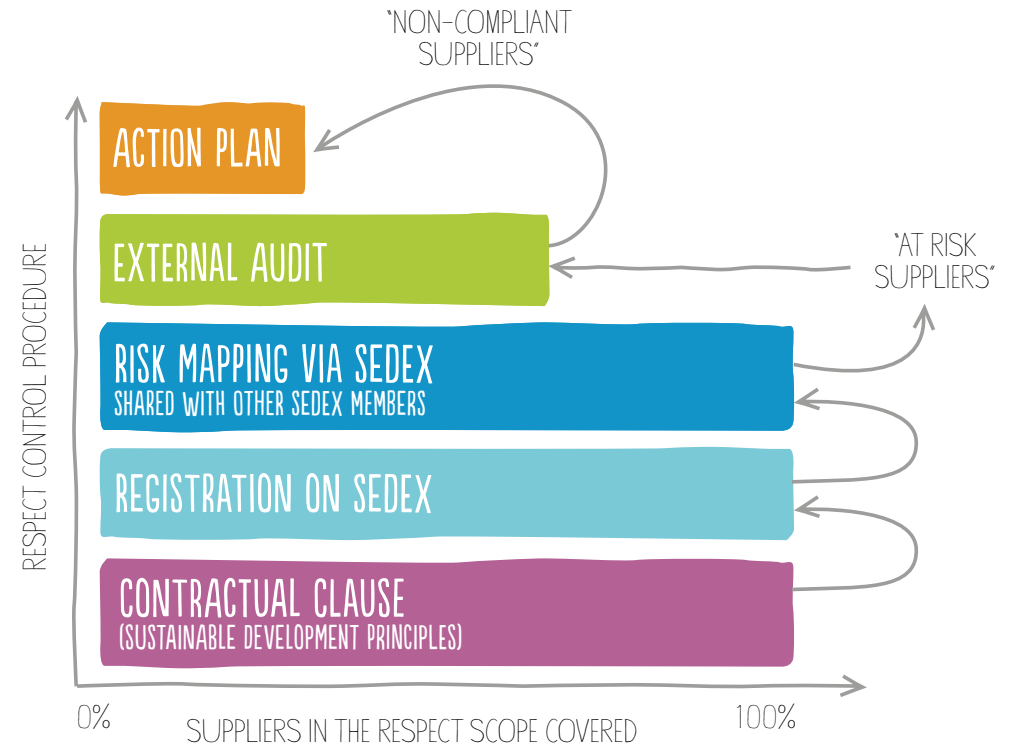 “NON-COMPLIANT
SUPPLIERS”
ACTION PLAN
EXTERNAL AUDIT
“AT RISK
SUPPLIERS”
RISK MAPPING VIA SEDEX
SHARED WITH OTHER SEDEX MEMBERS
REGISTRATION ON SEDEX
CONTRACTUAL CLAUSE
(SUSTAINABLE DEVELOPMENT PRINCIPLES)
RESPECT CONTROL PROCEDURE
0%
100%
SUPPLIERS IN THE RESPECT SCOPE COVERED